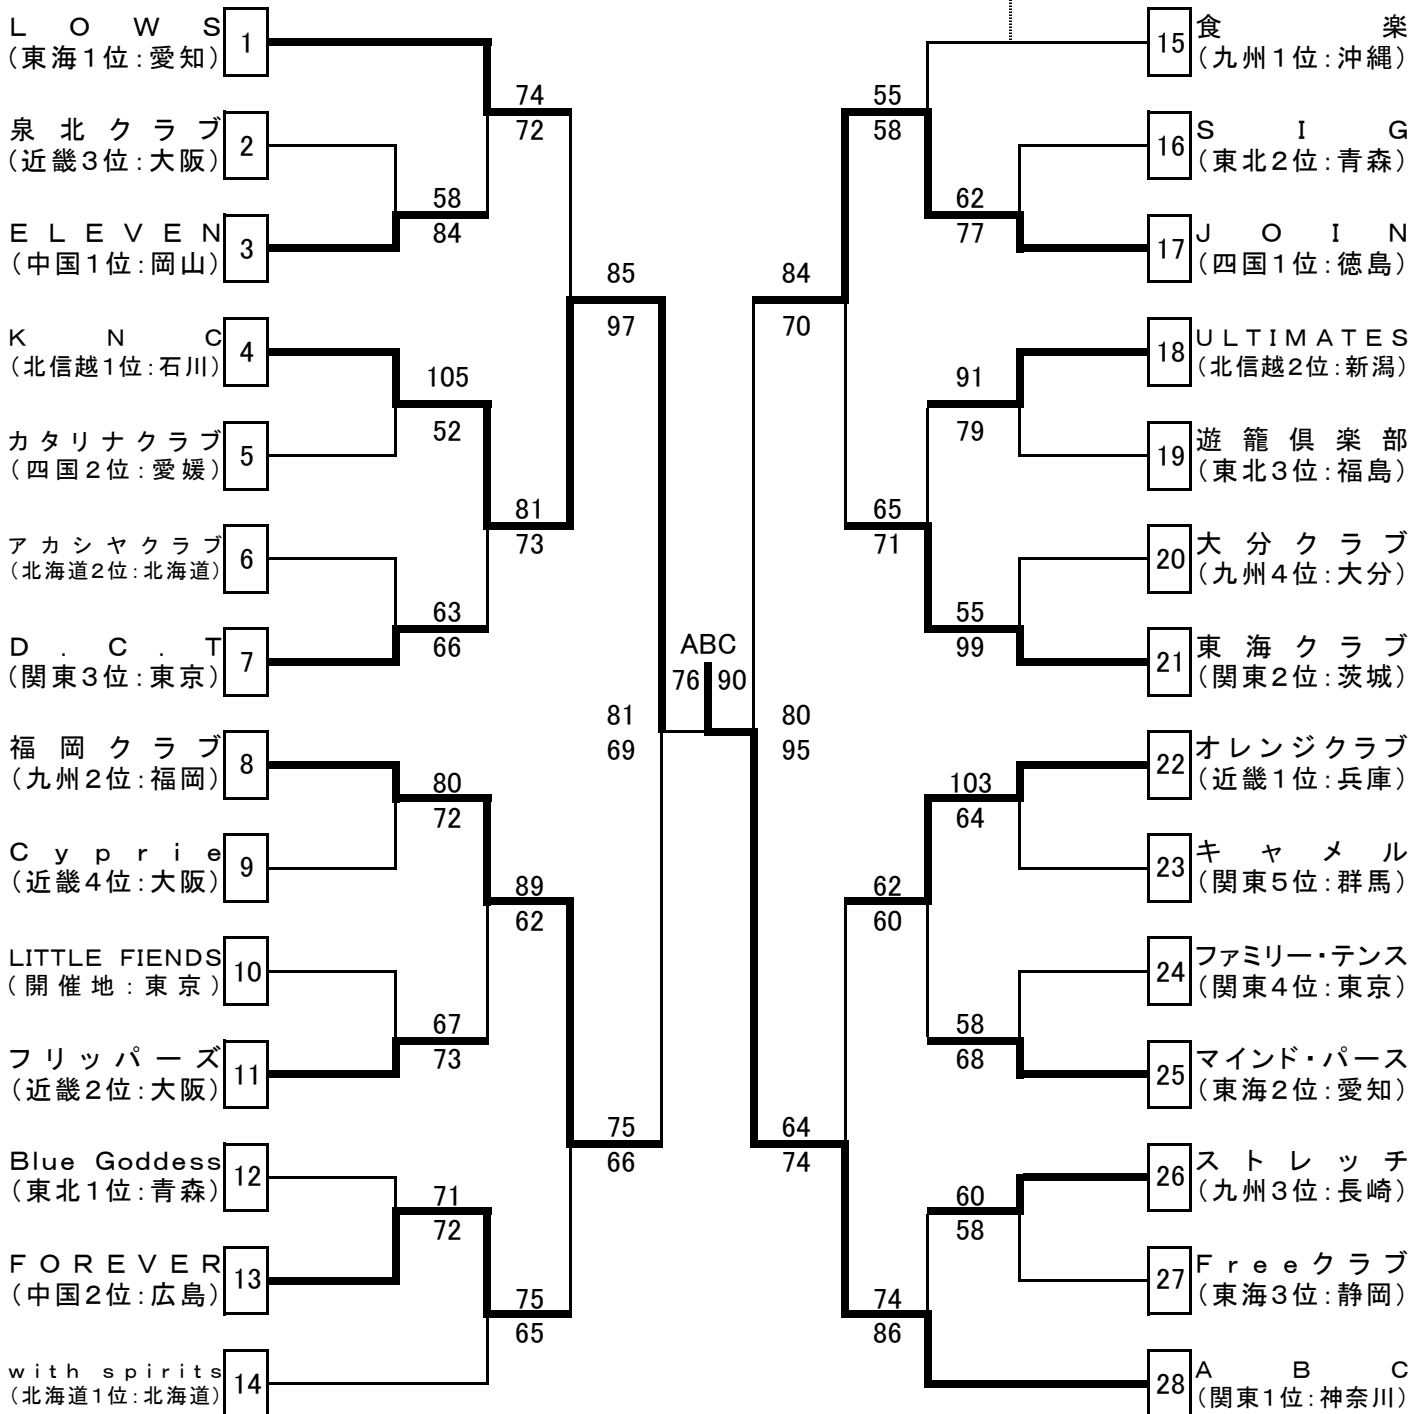 LOWS
(東海1位:愛知)
1
泉北クラブ
(近畿3位:大阪)
2
ELEVEN
(中国1位:岡山)
3
KNC
(北信越1位:石川)
4
カタリナクラブ
(四国2位:愛媛)
5
アカシヤクラブ
(北海道2位:北海道)
6
D.C.T
(関東3位:東京)
7
福岡クラブ
(九州2位:福岡)
8
Cyprie
(近畿4位:大阪)
9
LITTLE FIENDS
(開催地:東京)
10
フリッパーズ
(近畿2位:大阪)
11
Blue Goddess
(東北1位:青森)
12
FOREVER
(中国2位:広島)
13
with spirits
(北海道1位:北海道)
14
58
84
105
52
63
66
80
72
67
73
71
72
74
72
81
73
89
62
75
65
85
97
75
66
81
69
ABC
76
90
80
95
84
70
64
74
55
58
65
71
62
60
74
86
62
77
91
79
55
99
103
64
58
68
60
58
15
食楽
(九州1位:沖縄)
16
SIG
(東北2位:青森)
17
JOIN
(四国1位:徳島)
18
ULTIMATES
(北信越2位:新潟)
19
遊籠倶楽部
(東北3位:福島)
20
大分クラブ
(九州4位:大分)
21
東海クラブ
(関東2位:茨城)
22
オレンジクラブ
(近畿1位:兵庫)
23
キャメル
(関東5位:群馬)
24
ファミリー・テンス
(関東4位:東京)
25
マインド・パース
(東海2位:愛知)
26
ストレッチ
(九州3位:長崎)
27
Freeクラブ
(東海3位:静岡)
28
ABC
(関東1位:神奈川)